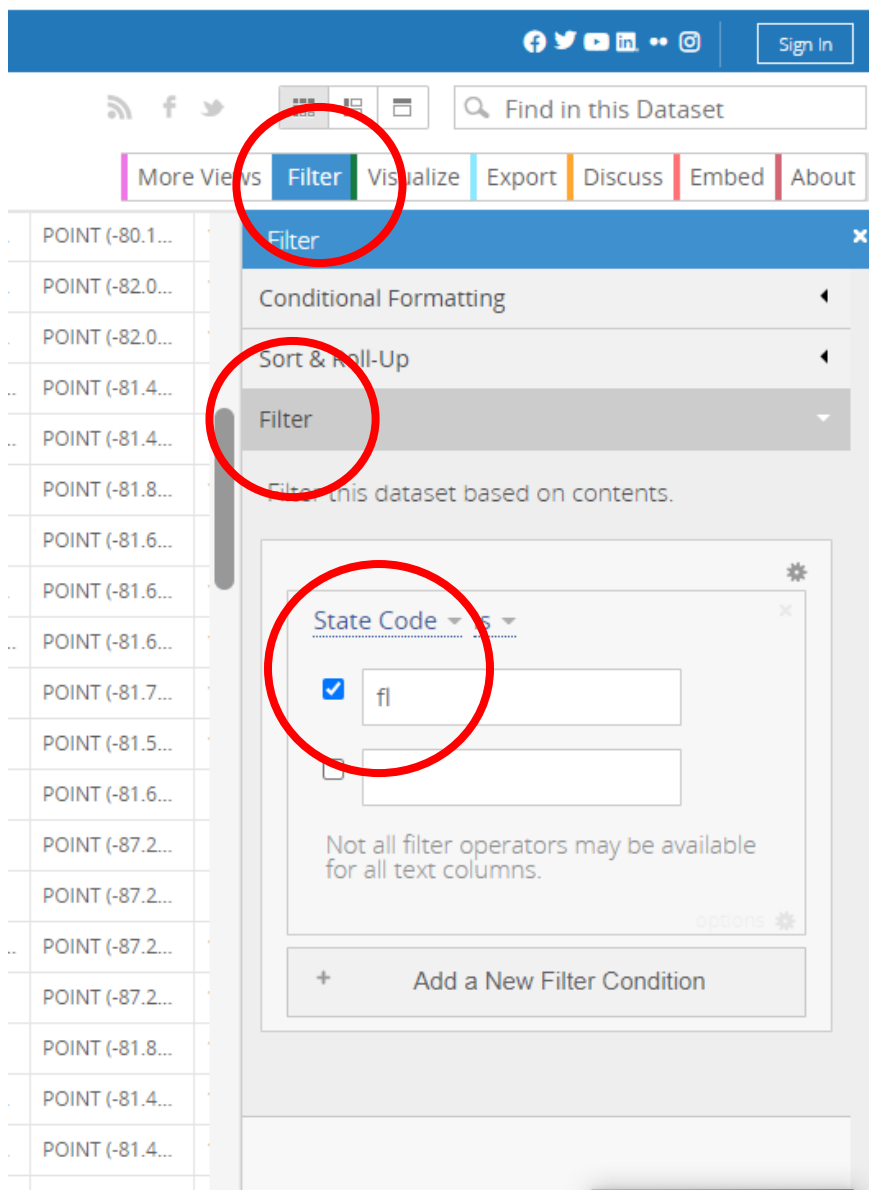 Sign In
Find in this Dataset
More Views Filter Visualize Export Discuss Embed About
POINT (-80.1...
Filter
POINT (-82.0...
Conditional Formatting
POINT (-82.0...
Sort & Roll-Up
.. POINT (-81.4...
Filter
.. POINT (-81.4...
POINT (-81.8...
Filter this dataset based on contents.
POINT (-81.6...
POINT (-81.6...
State Code is
.. POINT (-81.6...
POINT (-81.7...
fl
POINT (-81.5...
POINT (-81.6...
POINT (-87.2...
Not all filter operators may be available
for all text columns.
POINT (-87.2...
options
.. POINT (-87.2...
+ Add a New Filter Condition
POINT (-87.2...
POINT (-81.8...
POINT (-81.4...
POINT (-81.4...